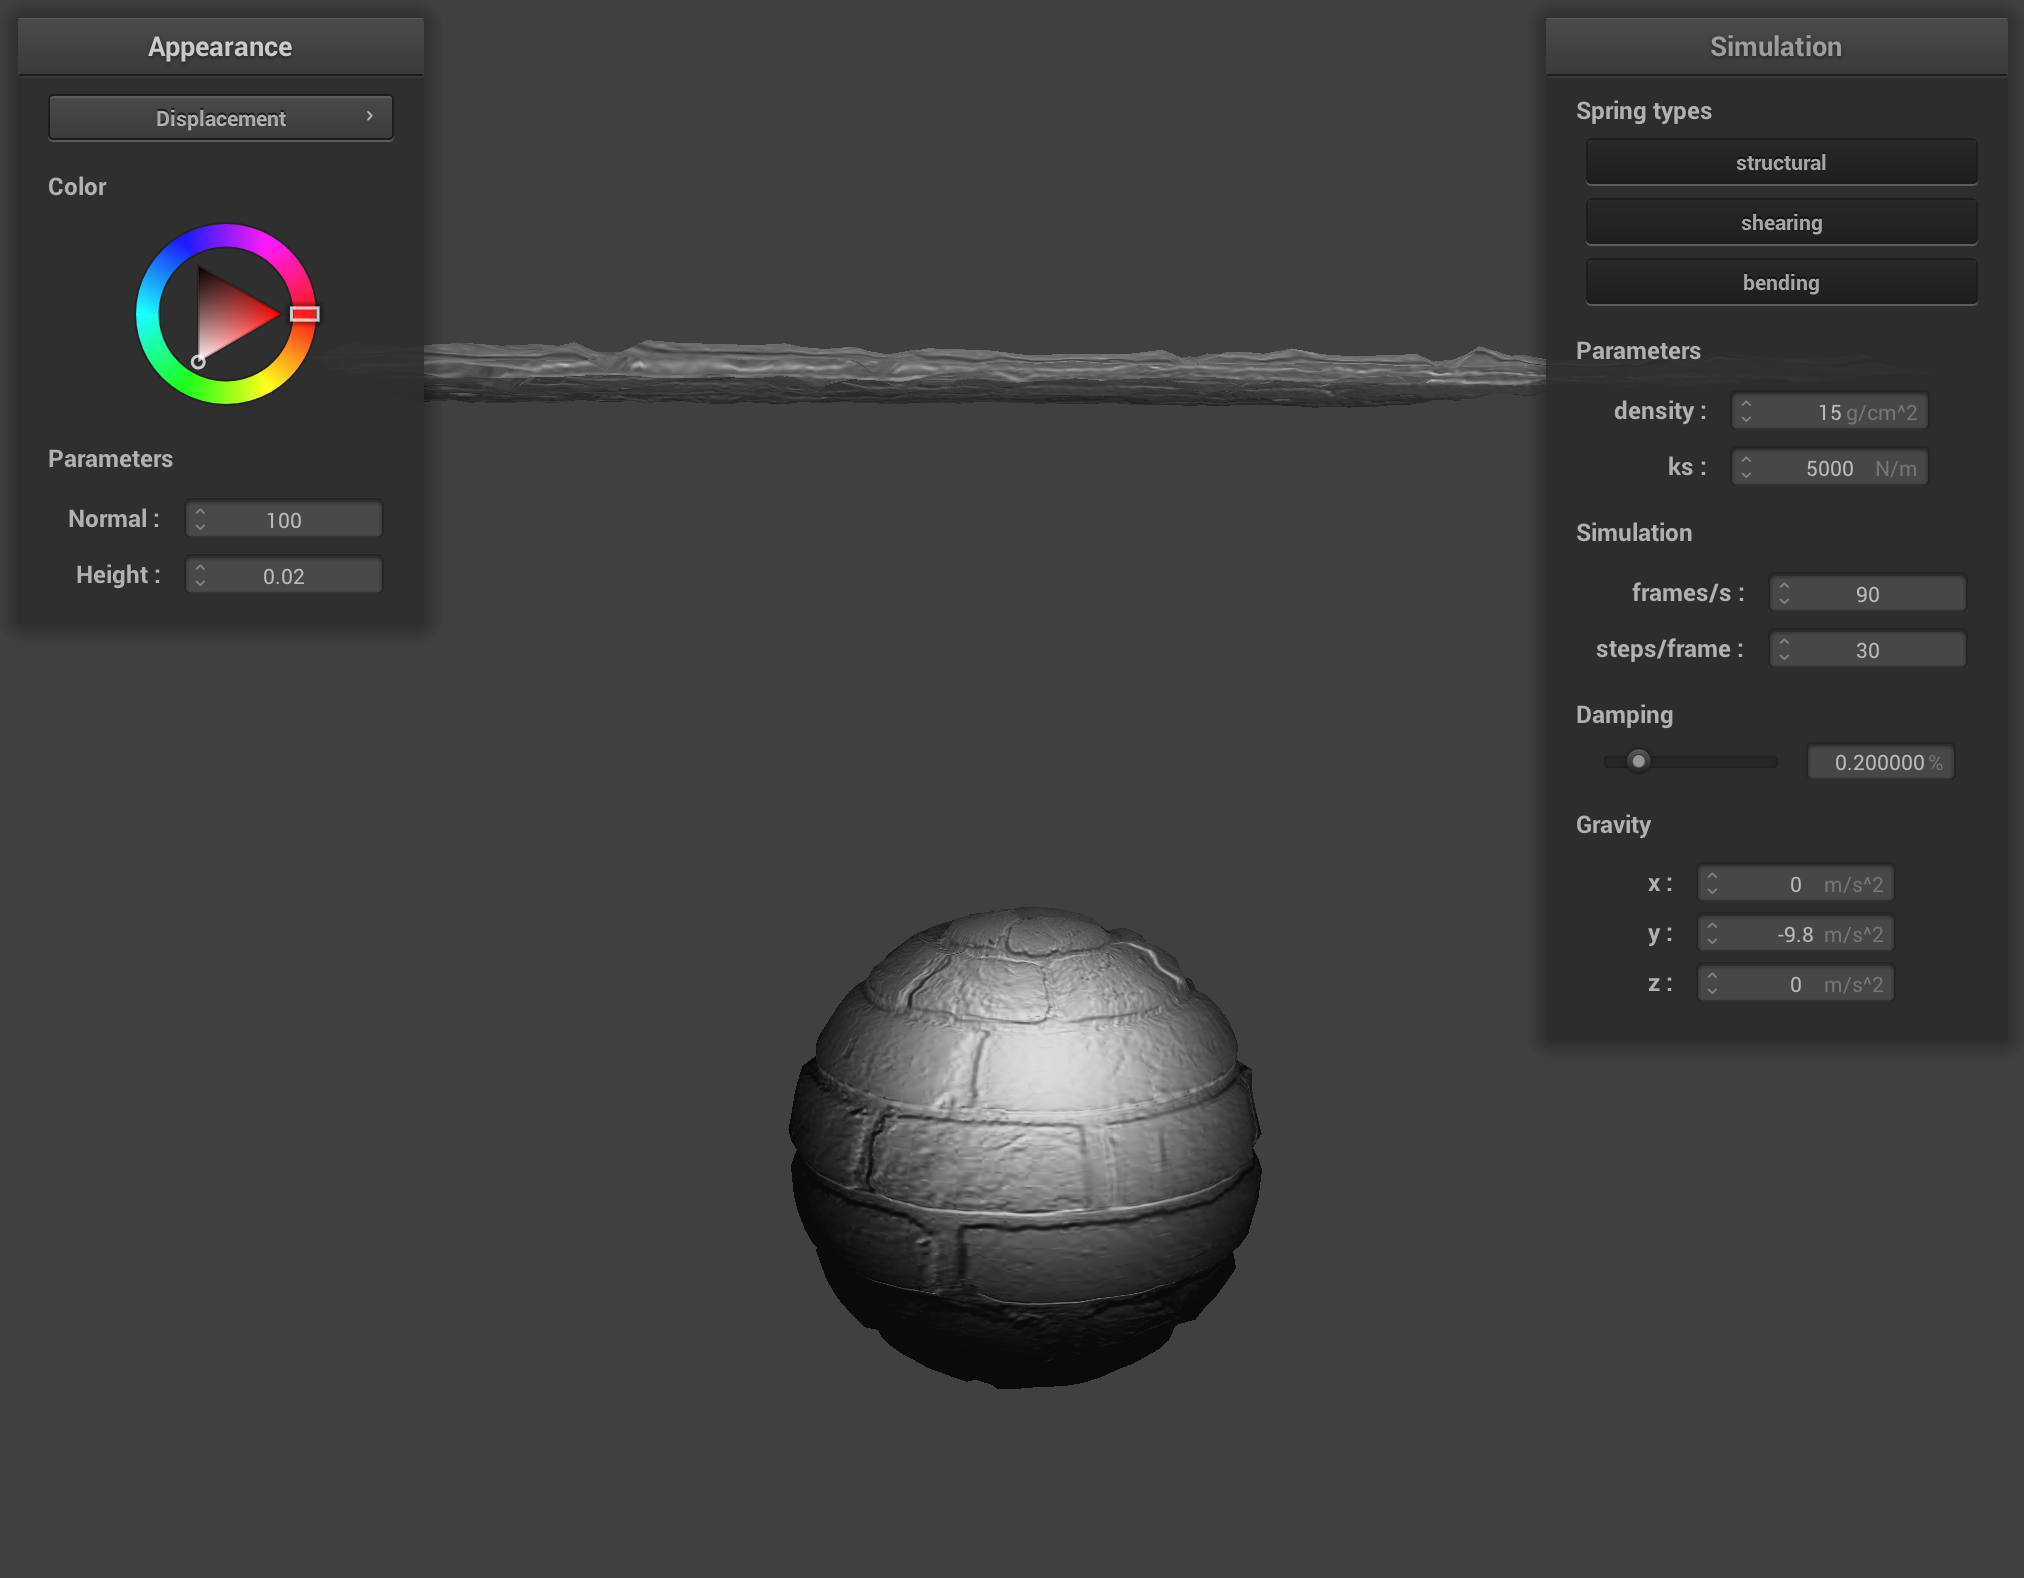 Appearance
Displacement
Color
Parameters
Normal : 100
Height : 0.02
Simulation
Spring types
structural
shearing
bending
Parameters
density : 15 g/cm^2
ks : 5000 N/m
Simulation
frames/s : 90
steps/frame : 30
Damping
0.200000 %
Gravity
x : 0 m/s^2
y : -9.8 m/s^2
z : 0 m/s^2